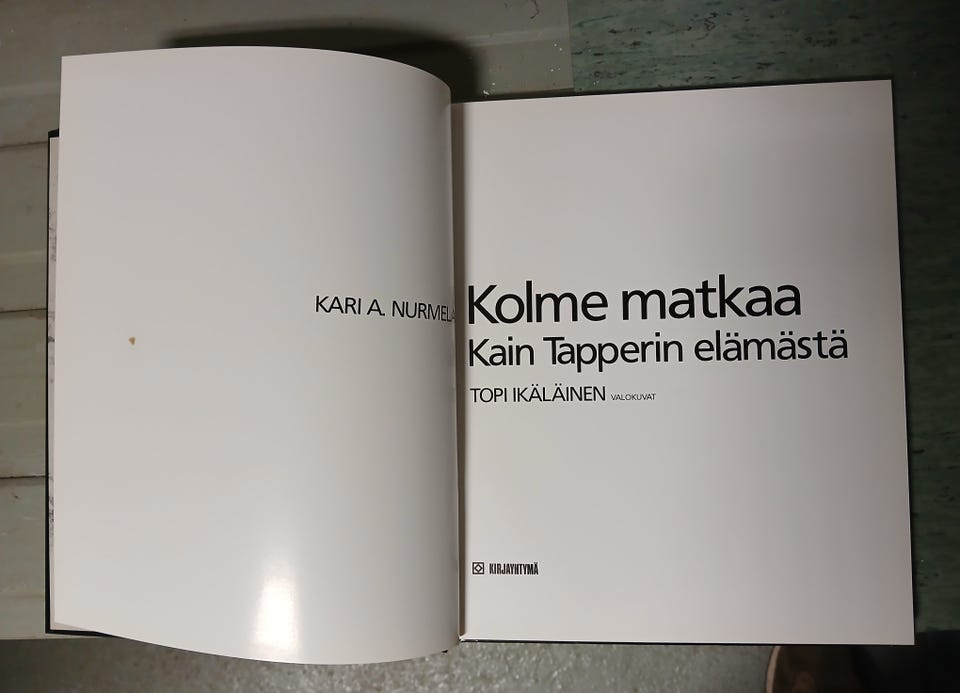 KARI A. NURMELA
Kolme matkaa
Kain Tapperin elämästä
TOPI IKÄLÄINEN VALOKUVAT
KIRJAYHTYMÄ